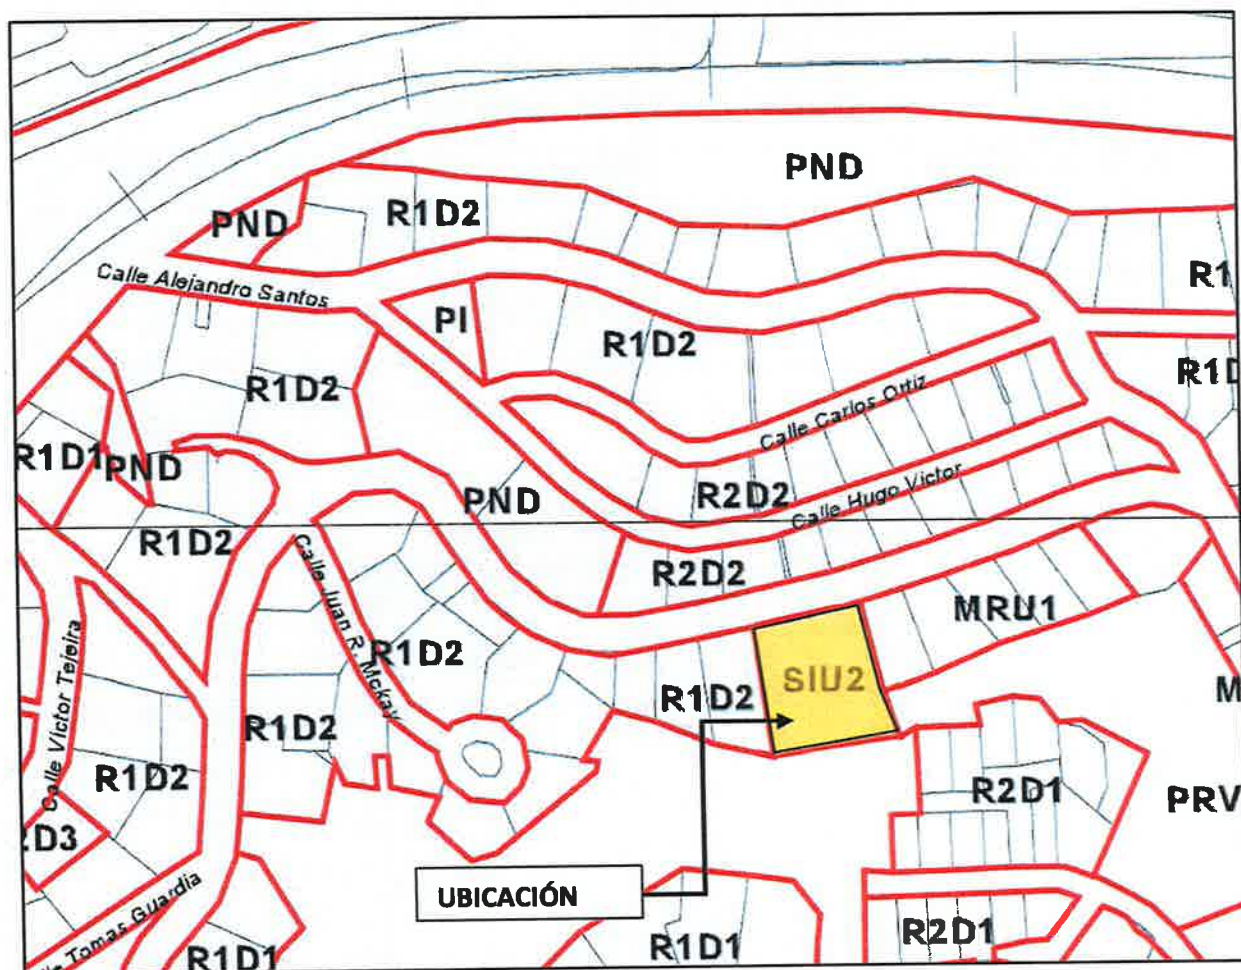 PND
PND
R1D2
Calle Alejandro Santos
R1
PI
R1D2
R1D2
R1D
Calle Carlos Ortiz
R1D1
PND
PND
R2D2
Calle Hugo Victor
R1D2
R2D2
Calle Juan R. Mckay
MRU1
Calle Victor Tejeira
R1D2
R1D2
SIU2
M
R1D2
R1D2
R2D1
PRV
D3
UBICACIÓN
Tomas Guardia
R1D1
R1D1
R2D1